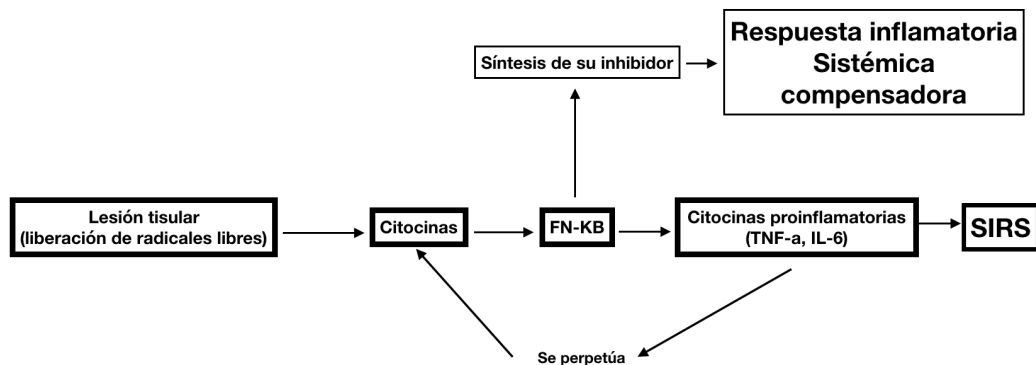 Respuesta inflamatoria
Sistémica
compensadora
Síntesis de su inhibidor
Lesión tisular
(liberación de radicales libres)
Citocinas
FN-KB
Citocinas proinflamatorias
(TNF-a, IL-6)
SIRS
Se perpetúa